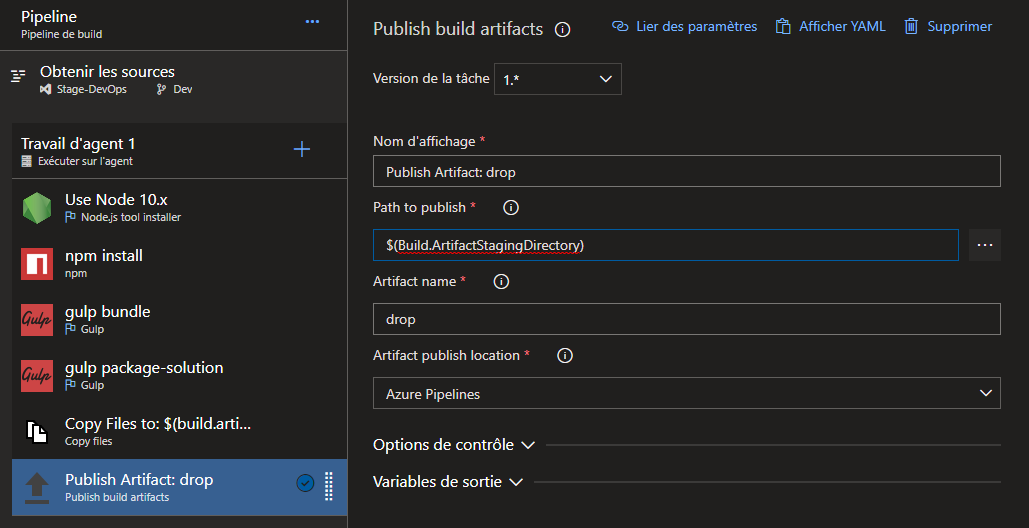 Pipeline
Pipeline de build
...
Obtenir les sources
Stage-DevOps
Dev
Travail d'agent 1
Exécuter sur l'agent
Use Node 10.x
Node.js tool installer
npm install
npm
gulp bundle
Gulp
Gulp
gulp package-solution
Gulp
Gulp
Copy Files to: $(build.arti...
Copy files
Publish Artifact: drop
Publish build artifacts
Publish build artifacts
Lier des paramètres
Afficher YAML
Supprimer
Version de la tâche
1.*
Nom d'affichage *
Publish Artifact: drop
Path to publish *
$(Build.ArtifactStagingDirectory)
...
Artifact name *
drop
Artifact publish location *
Azure Pipelines
Options de contrôle
Variables de sortie